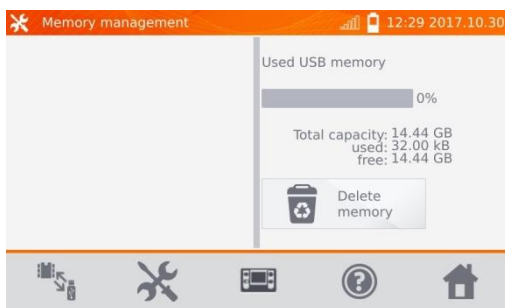 Memory management
12:29 2017.10.30
Used USB memory
0%
Total capacity: 14.44 GB
used: 32.00 kB
free: 14.44 GB
Delete
memory